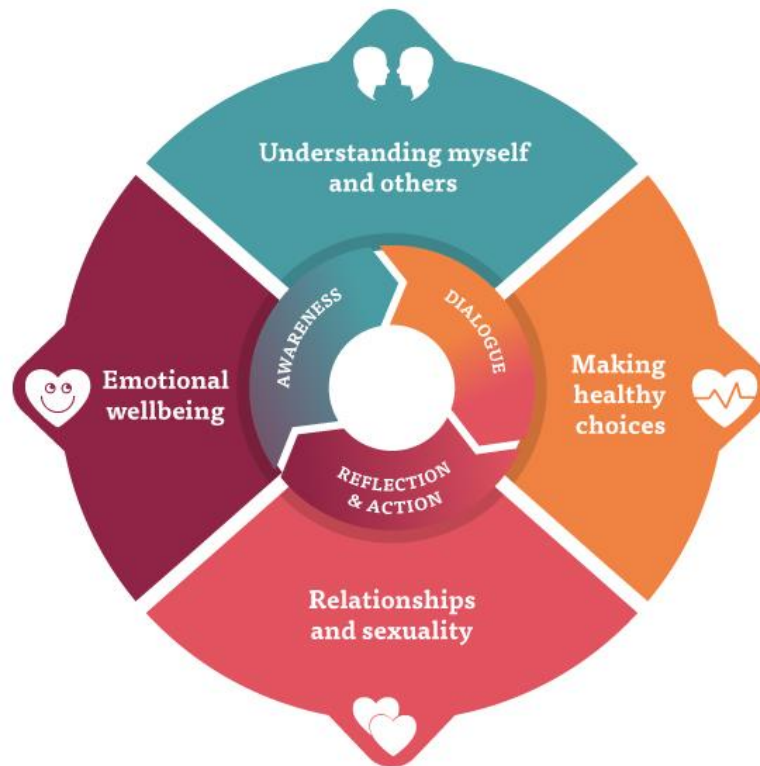 Understanding myself
and others
Making
healthy
choices
Relationships
and sexuality
Emotional
wellbeing
AWARENESS
DIALOGUE
REFLECTION
& ACTION